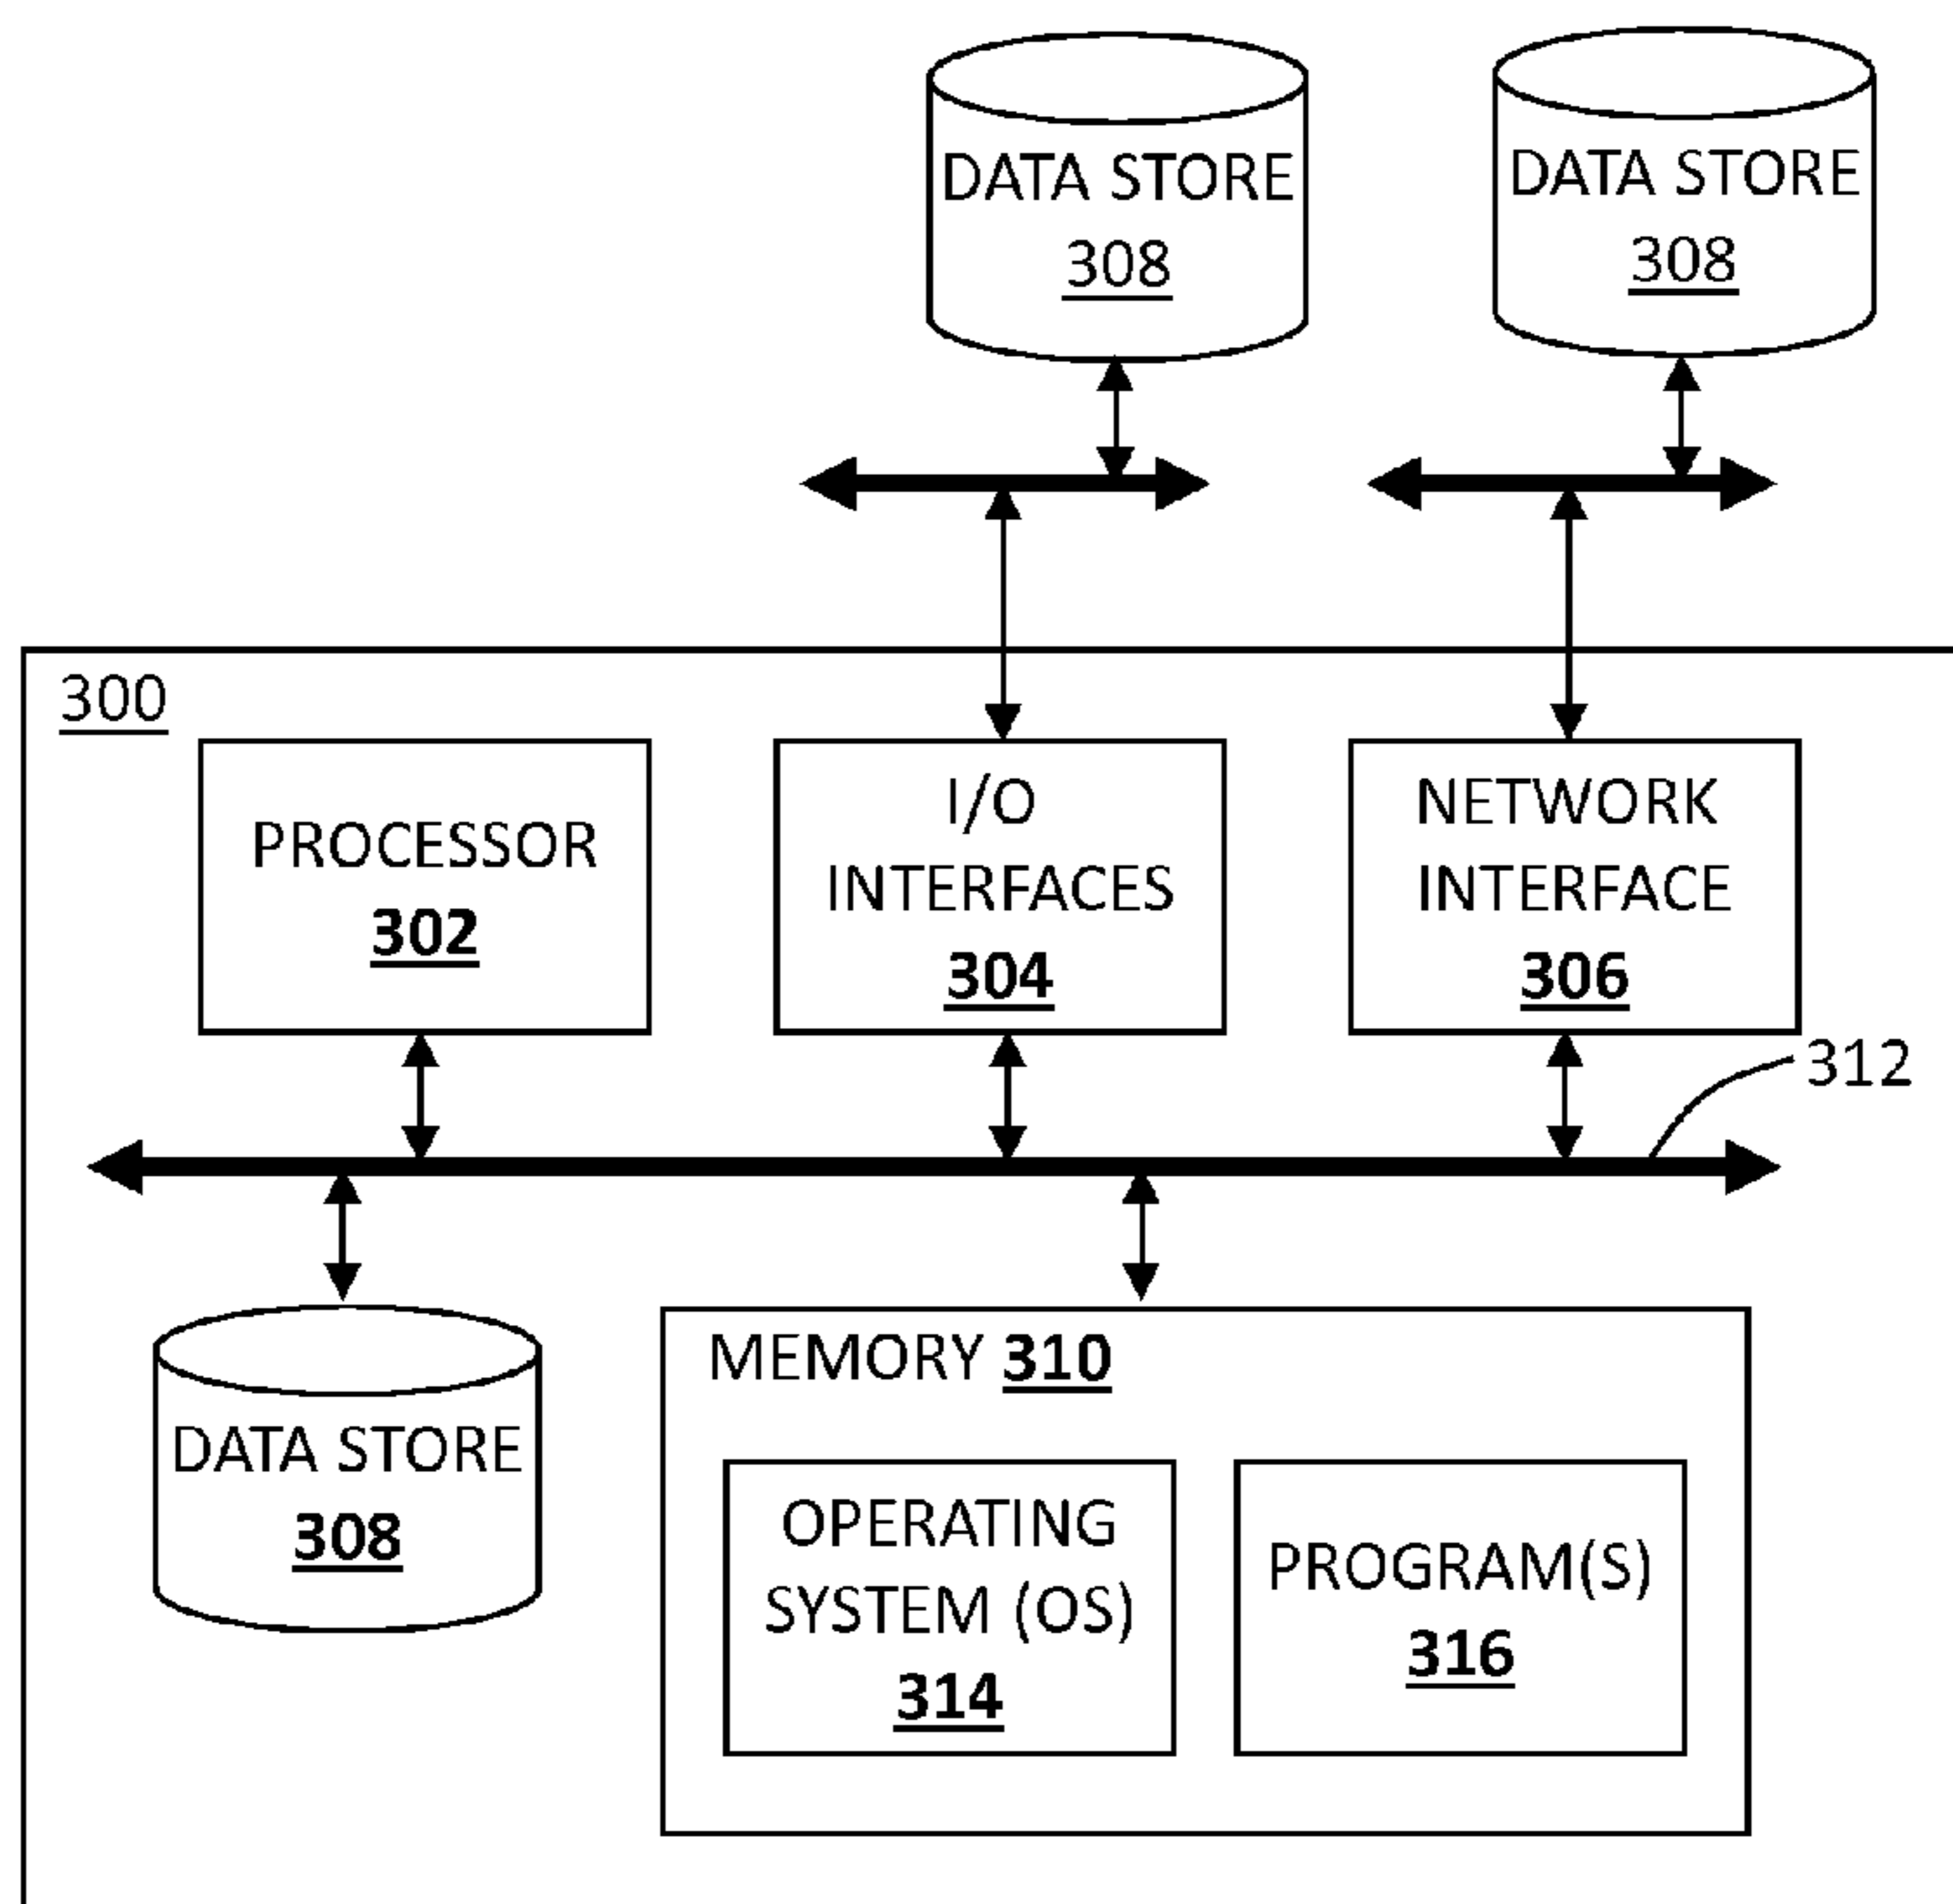 DATA STORE
308
DATA STORE
308
300
PROCESSOR
302
I/O
INTERFACES
304
NETWORK
INTERFACE
306
312
DATA STORE
308
MEMORY 310
OPERATING
SYSTEM (OS)
314
PROGRAM(S)
316